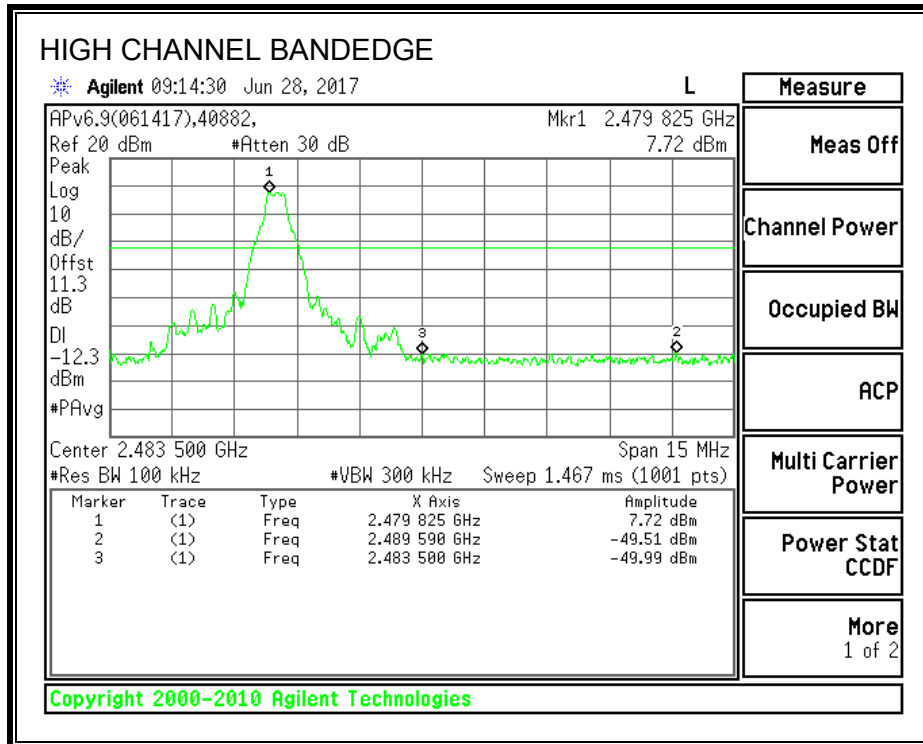 HIGH CHANNEL BANDEDGE
Agilent 09:14:30 Jun 28, 2017 L
APv6.9(061417),40882, Mkr1 2.479 825 GHz
Ref 20 dBm #Atten 30 dB 7.72 dBm
Peak
Log
10
dB/
Offst
11.3
dB
DI
-12.3
dBm
#PAvg
1
3
2
Center 2.483 500 GHz Span 15 MHz
#Res BW 100 kHz #VBW 300 kHz Sweep 1.467 ms (1001 pts)
Marker Trace Type X Axis Amplitude
1 (1) Freq 2.479 825 GHz 7.72 dBm
2 (1) Freq 2.489 590 GHz -49.51 dBm
3 (1) Freq 2.483 500 GHz -49.99 dBm
Measure
Meas Off
Channel Power
Occupied BW
ACP
Multi Carrier
Power
Power Stat
CCDF
More
1 of 2
Copyright 2000-2010 Agilent Technologies